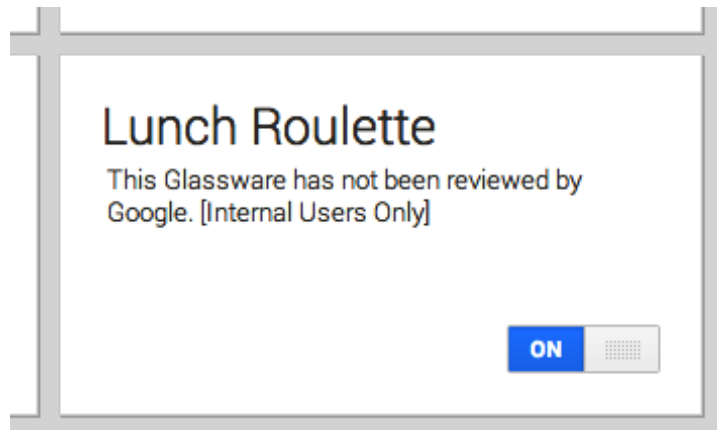 Lunch Roulette
This Glassware has not been reviewed by
Google. [Internal Users Only]
ON